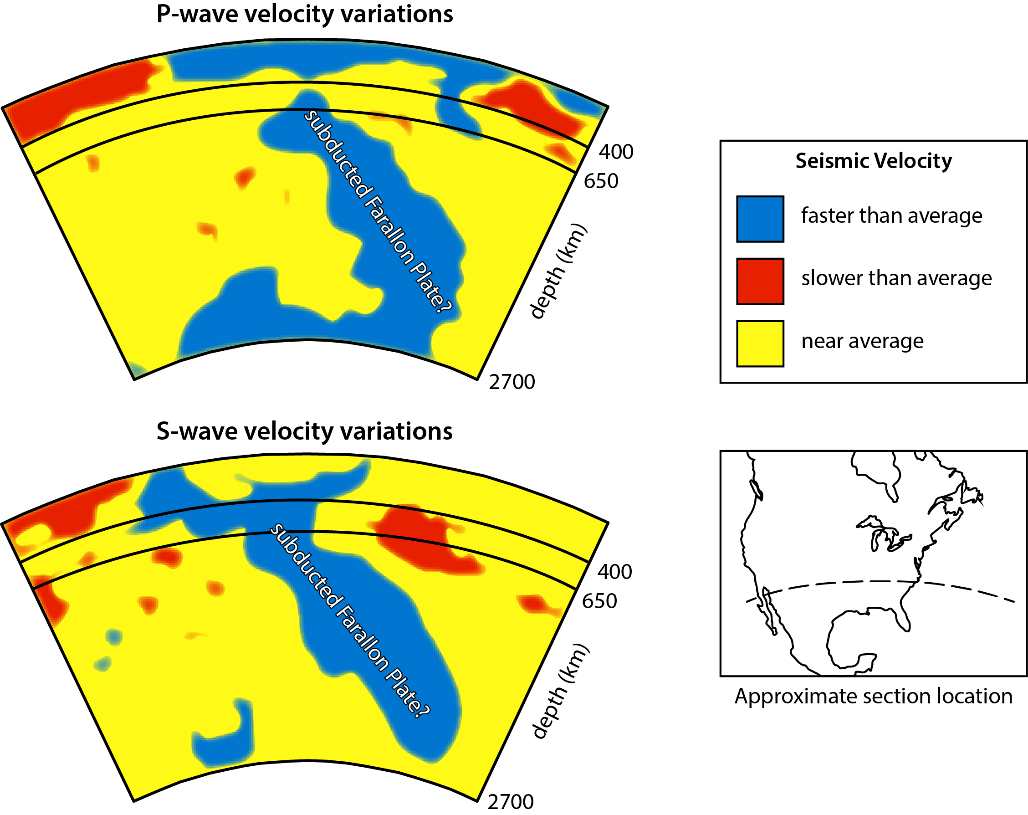 P-wave velocity variations
subducted Farallon Plate?
400
650
depth (km)
2700
Seismic Velocity
faster than average
slower than average
near average
S-wave velocity variations
subducted Farallon Plate?
400
650
depth (km)
2700
Approximate section location